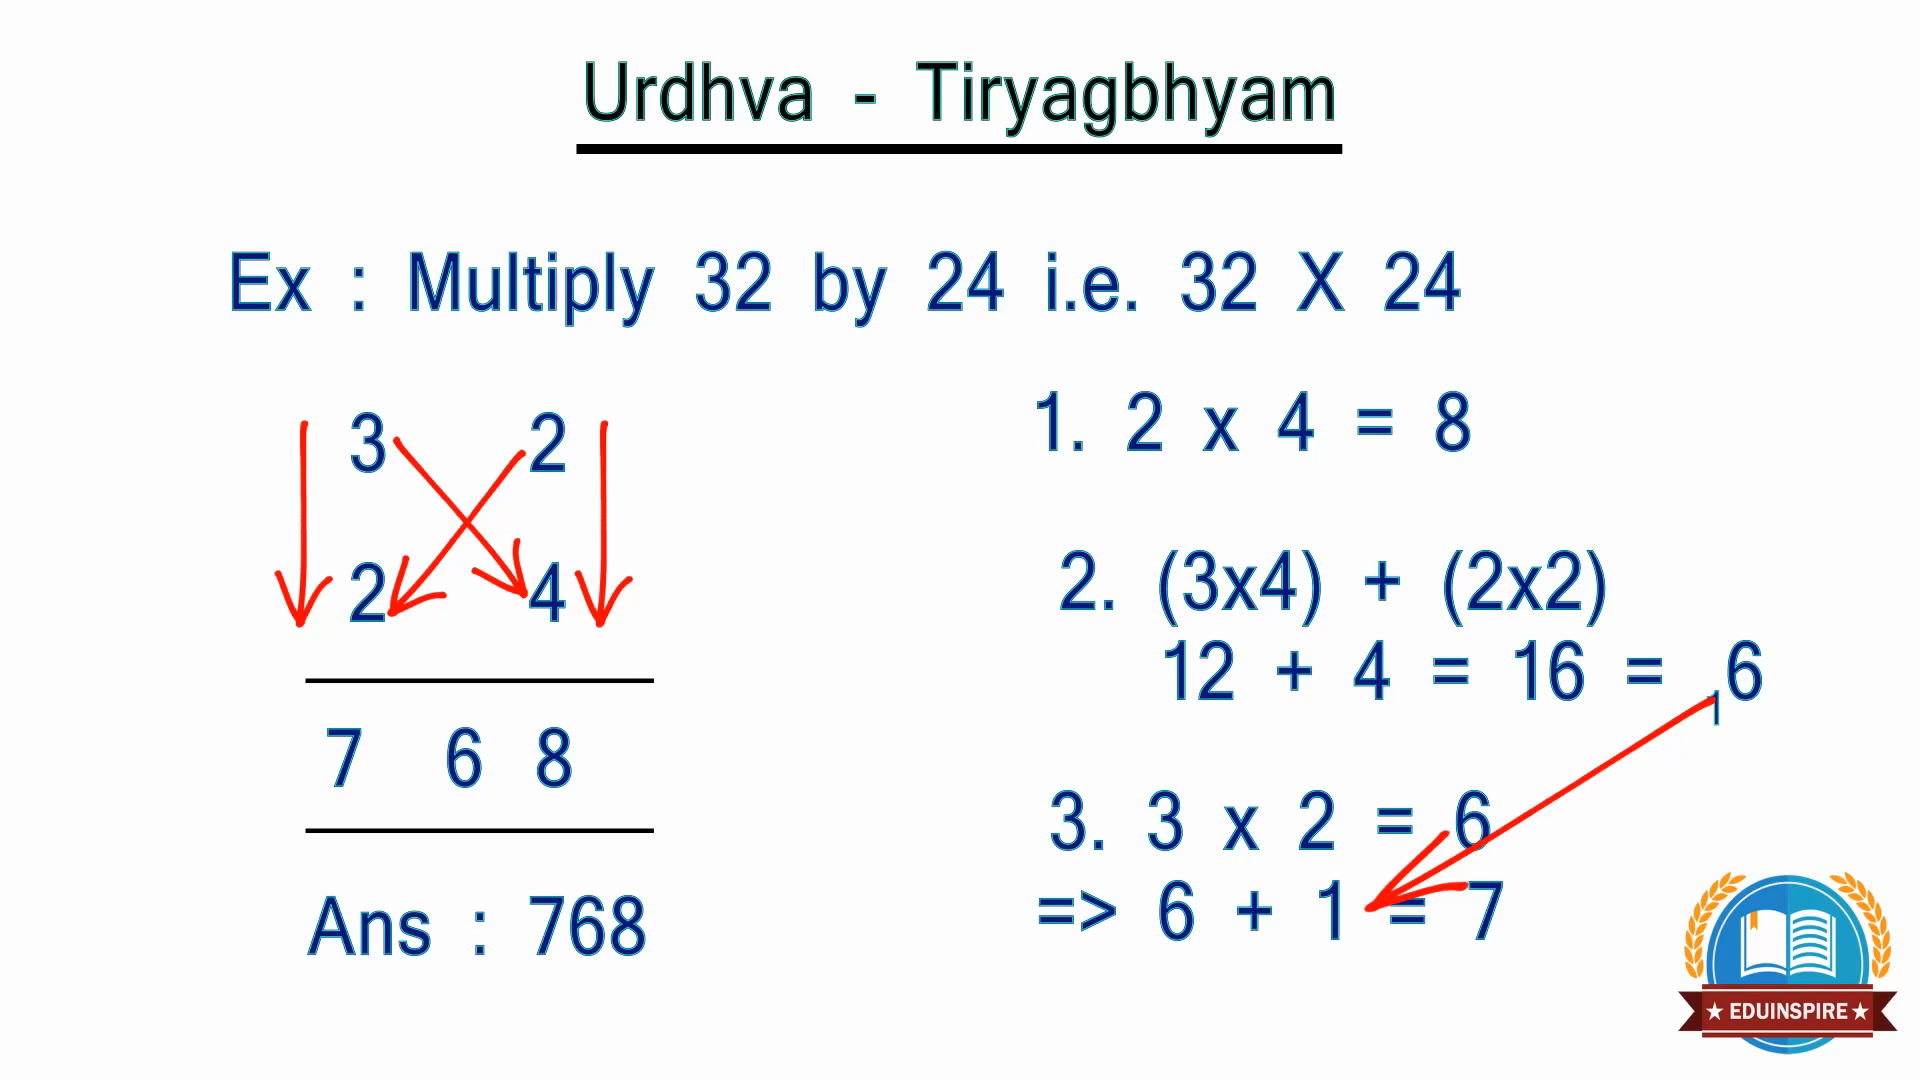 Urdhva - Tiryagbhyam
Ex : Multiply 32 by 24 i.e. 32 X 24
3 2
2 4
7 6 8
Ans : 768
1. 2 x 4 = 8
2. (3x4) + (2x2)
12 + 4 = 16 = 16
3. 3 x 2 = 6
=> 6 + 1 = 7
EDUINSPIRE